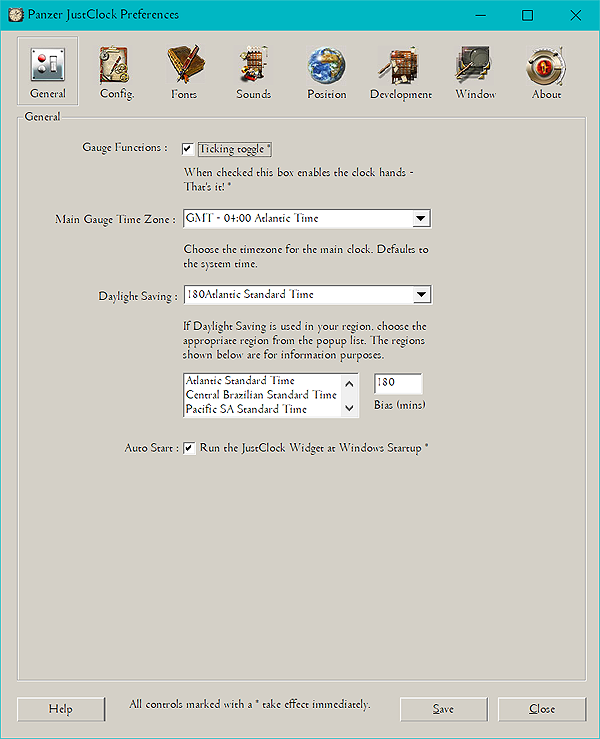 Panzer JustClock Preferences
General
Config.
Fonts
Sounds
Position
Development
Window
About
General
Gauge Functions :
Ticking toggle *
When checked this box enables the clock hands -
That's it! *
Main Gauge Time Zone :
GMT - 04:00 Atlantic Time
Choose the timezone for the main clock. Defaults to
the system time.
Daylight Saving :
180Atlantic Standard Time
If Daylight Saving is used in your region, choose the
appropriate region from the popup list. The regions
shown below are for information purposes.
Atlantic Standard Time
Central Brazilian Standard Time
Pacific SA Standard Time
180
Bias (mins)
Auto Start :
Run the JustClock Widget at Windows Startup *
Help
All controls marked with a * take effect immediately.
Save
Close